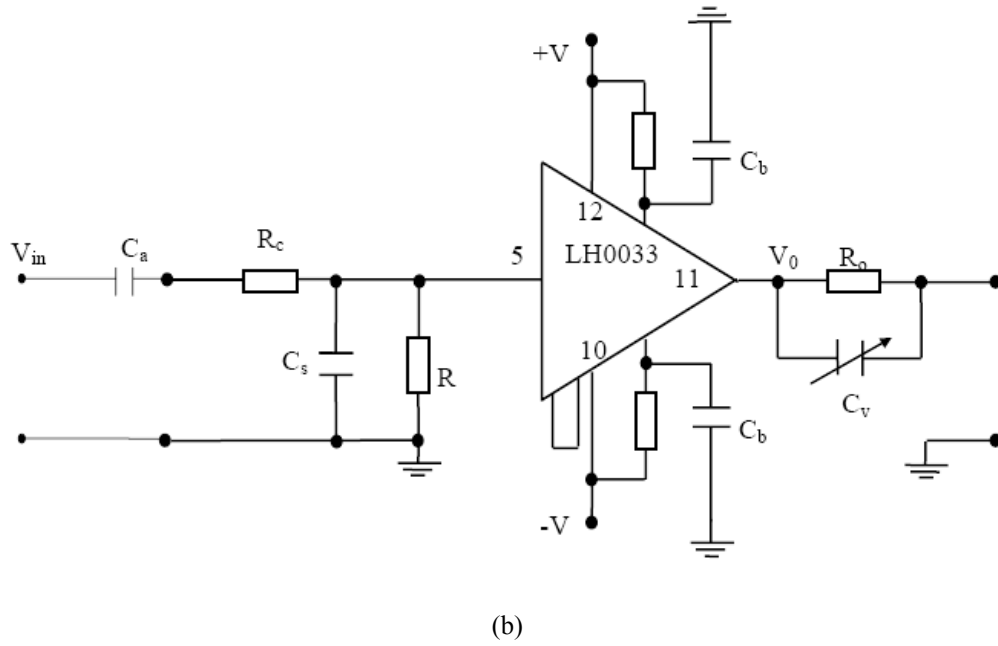 +V
C_b
12
V_in
C_a
R_c
5
LH0033
V_0
R_o
11
C_s
R
10
C_b
C_v
-V
(b)